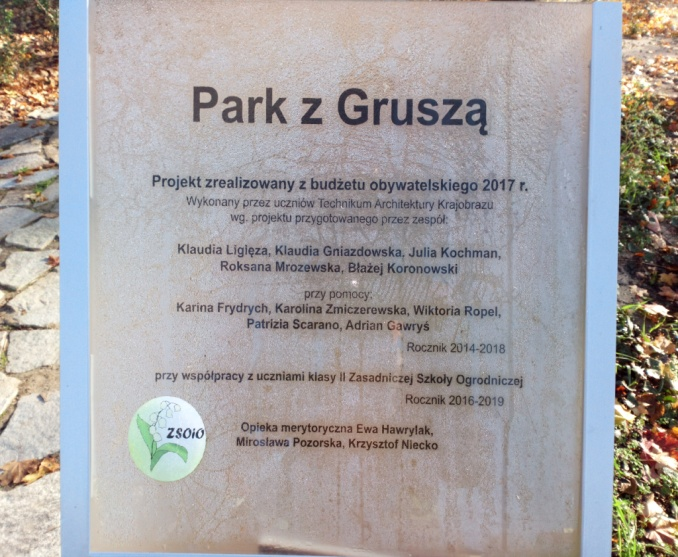 Park z Gruszą
Projekt zrealizowany z budżetu obywatelskiego 2017 r.
Wykonany przez uczniów Technikum Architektury Krajobrazu
wg. projektu przygotowanego przez zespół:
Klaudia Ligięza, Klaudia Gniazdowska, Julia Kochman,
Roksana Mrozewska, Błażej Koronowski
przy pomocy:
Karina Frydrych, Karolina Zmiczerewska, Wiktoria Ropel,
Patrizia Scarano, Adrian Gawryś
Rocznik 2014-2018
przy współpracy z uczniami klasy II Zasadniczej Szkoły Ogrodniczej
Rocznik 2016-2019
ZSOiO
Opieka merytoryczna Ewa Hawrylak,
Mirosława Pozorska, Krzysztof Niecko